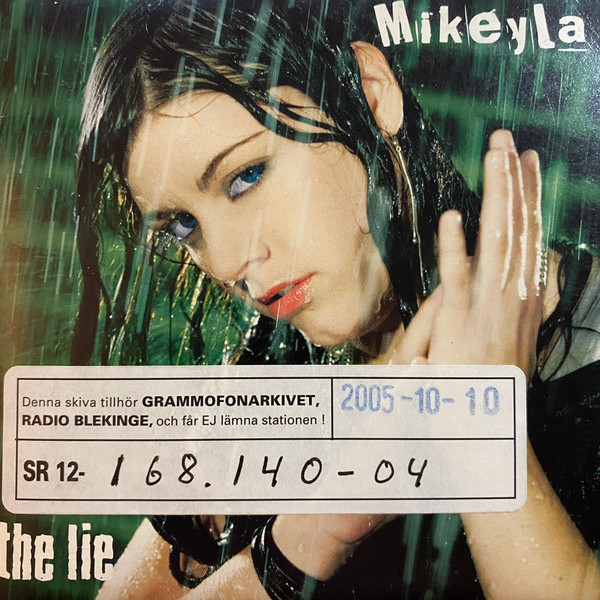 Mikeyla
Denna skiva tillhör GRAMMOFONARKIVET,
RADIO BLEKINGE, och får EJ lämna stationen !
2005-10-10
SR 12- 168.140-04
the lie